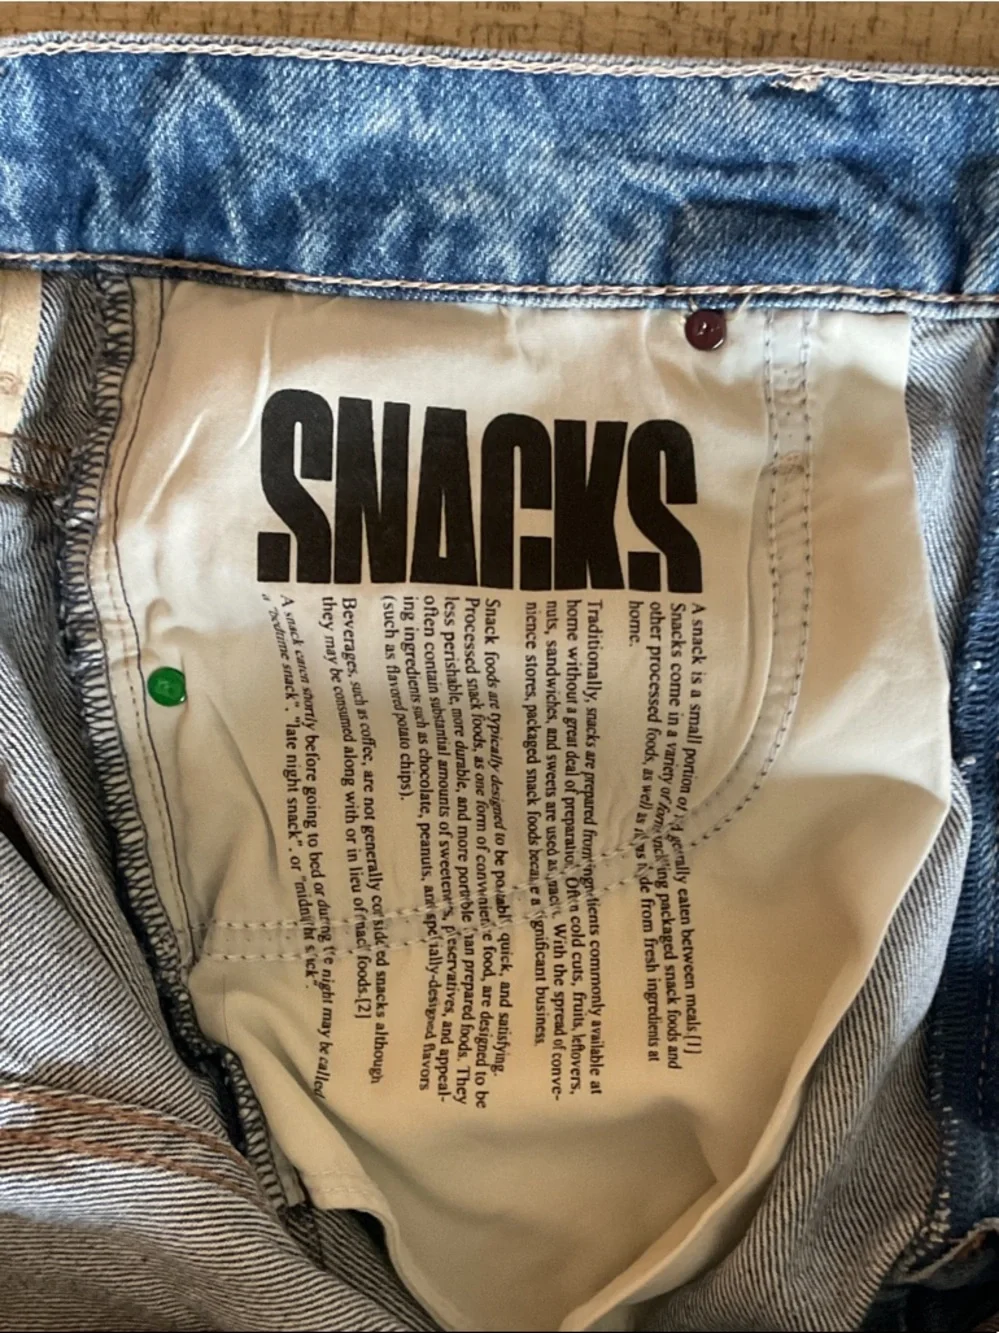 SNACKS
A snack is a small portion of generally eaten between meals.[1]
Snacks come in a variety of forms including packaged snack foods and
other processed foods, as well as items made from fresh ingredients at
home.
Traditionally, snacks are prepared from ingredients commonly available at
home without a great deal of preparation. Often cold cuts, fruits, leftovers,
nuts, sandwiches, and sweets are used as snacks. With the spread of conve-
nience stores, packaged snack foods became a significant business.
Snack foods are typically designed to be portable, quick, and satisfying.
Processed snack foods, as one form of convenience food, are designed to be
less perishable, more durable, and more portable than prepared foods. They
often contain substantial amounts of sweeteners, preservatives, and appeal-
ing ingredients such as chocolate, peanuts, and specially-designed flavors
(such as flavored potato chips).
Beverages, such as coffee, are not generally considered snacks although
they may be consumed along with or in lieu of snack foods.[2]
A snack eaten shortly before going to bed or during the night may be called
a "bedtime snack", "late night snack", or "midnight snack".